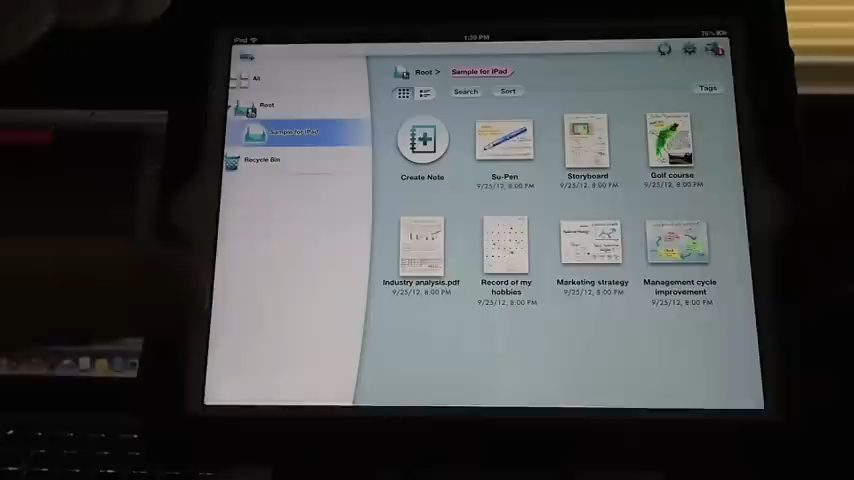 iPad
1:39 PM
76%
All
Root
Sample for iPad
Recycle Bin
Root > Sample for iPad
Search Sort Tags
Create Note
Su-Pen
9/25/12, 8:00 PM
Storyboard
9/25/12, 8:00 PM
Golf course
9/25/12, 8:00 PM
Industry analysis.pdf
9/25/12, 8:00 PM
Record of my
hobbies
9/25/12, 8:00 PM
Marketing strategy
9/25/12, 8:00 PM
Management cycle
improvement
9/25/12, 8:00 PM